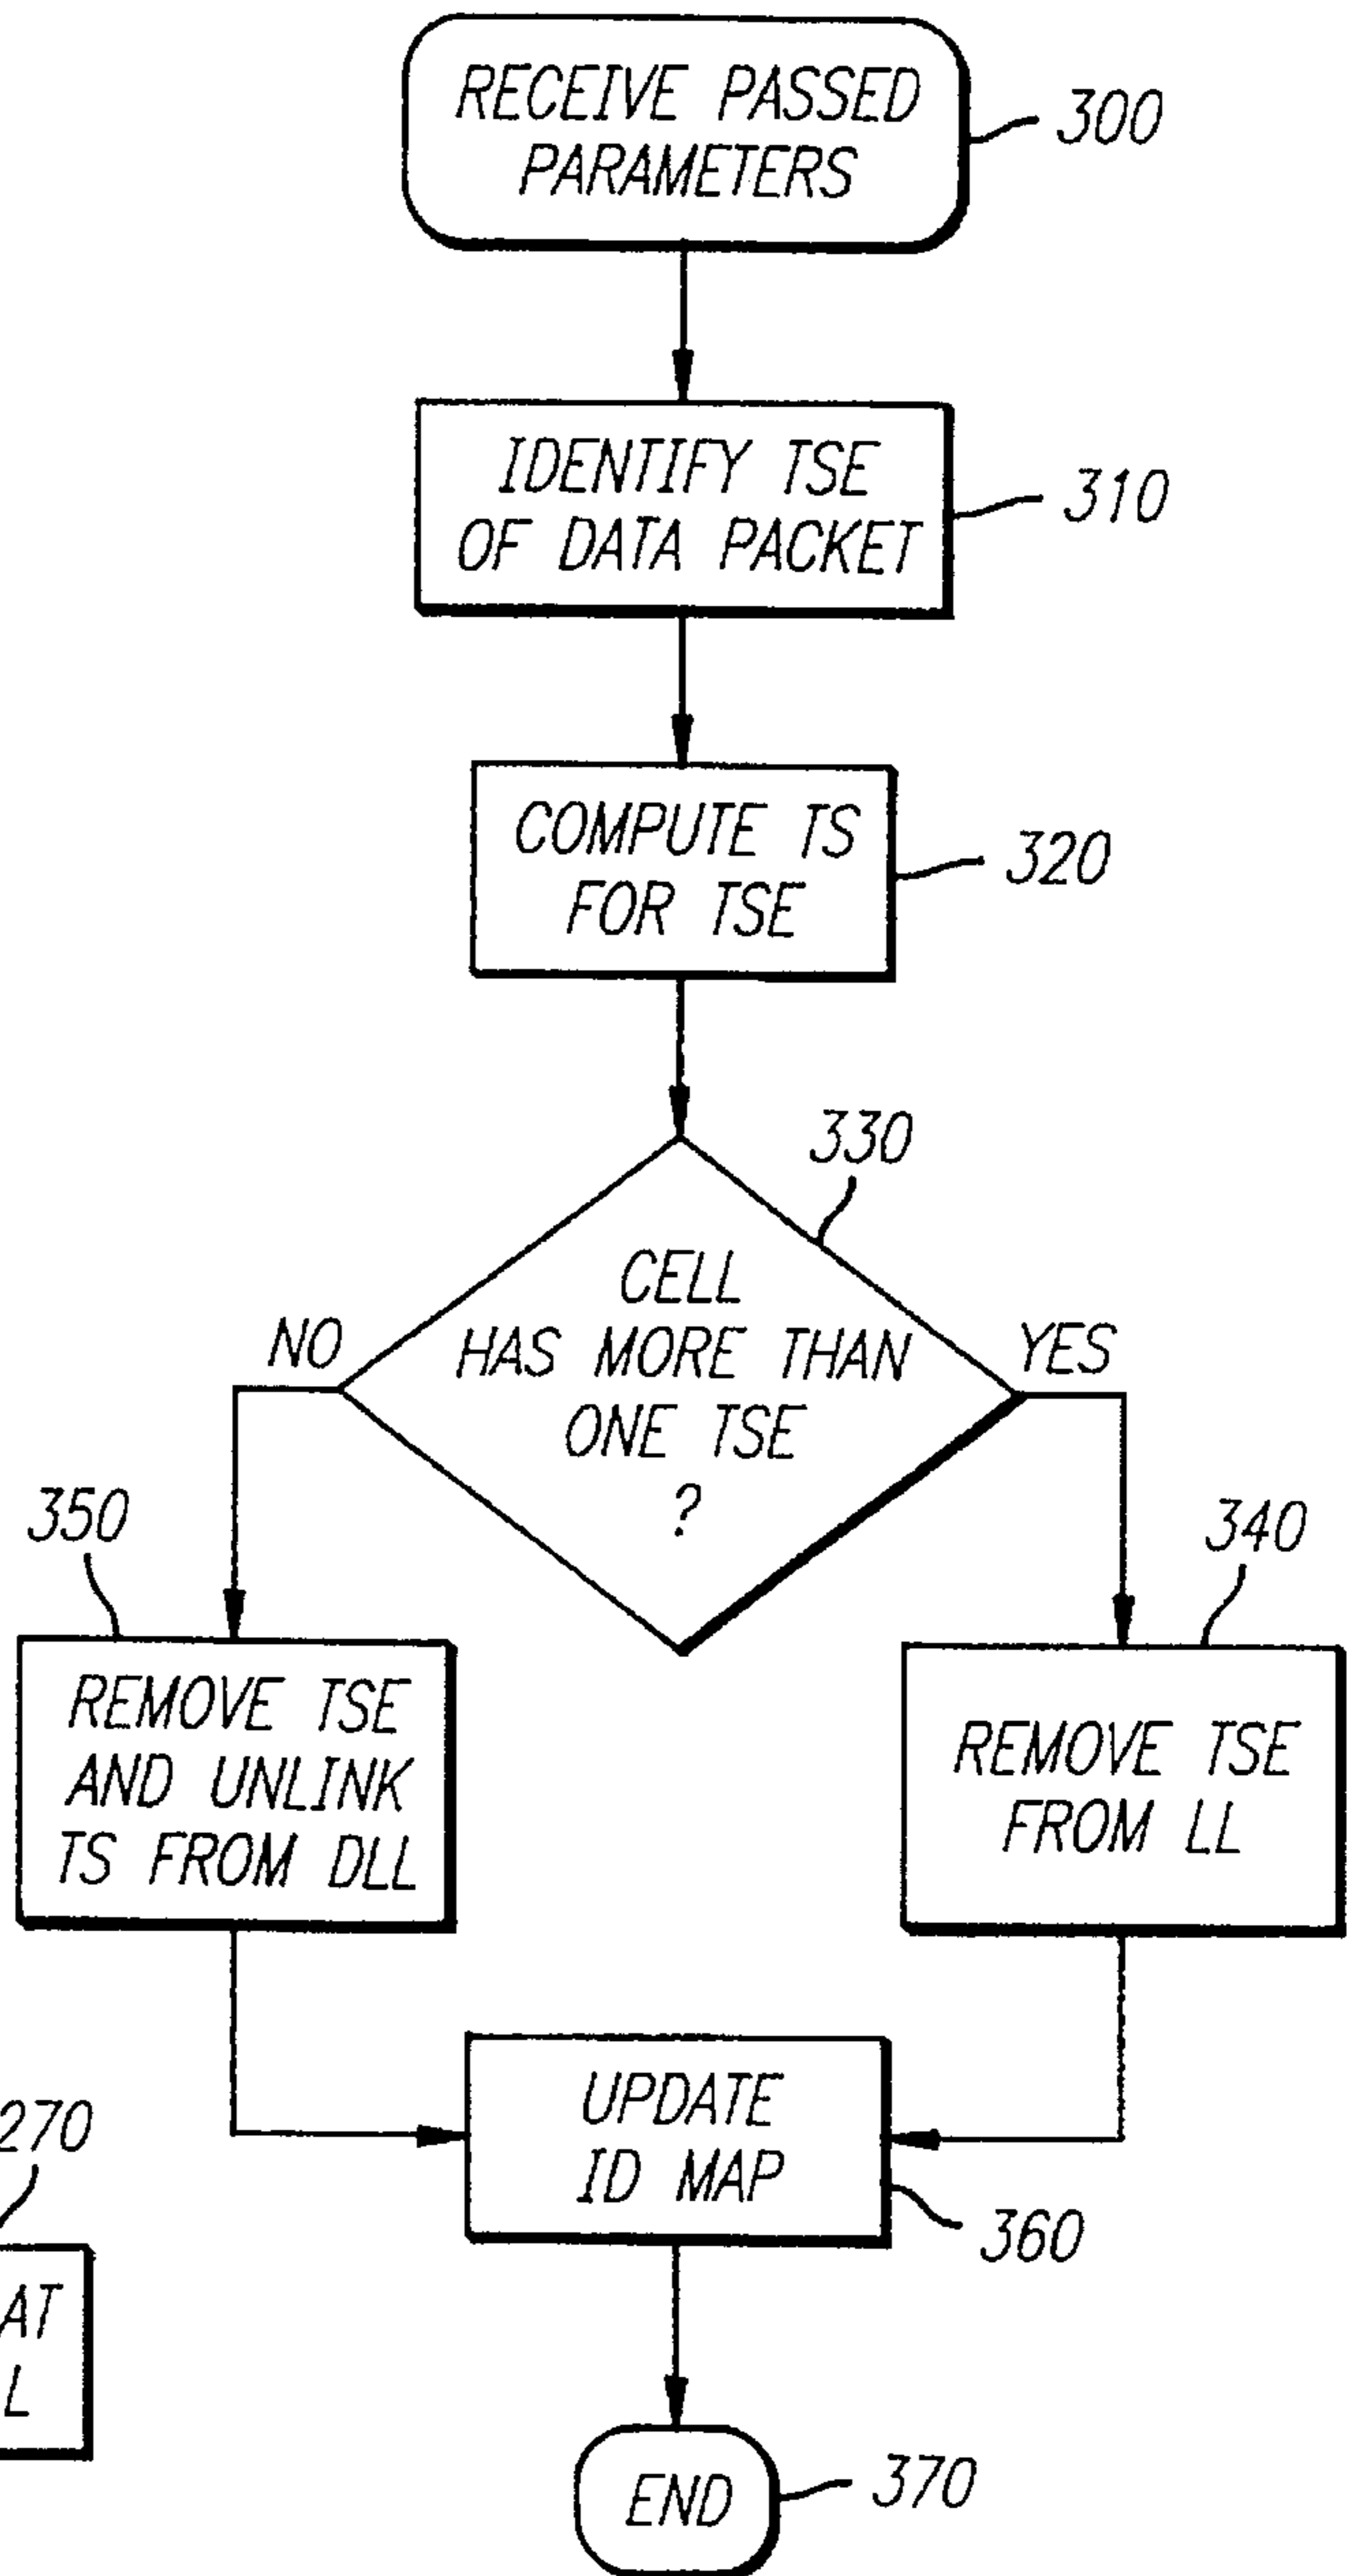 RECEIVE PASSED
PARAMETERS
300
IDENTIFY TSE
OF DATA PACKET
310
COMPUTE TS
FOR TSE
320
330
CELL
HAS MORE THAN
ONE TSE
?
NO
YES
350
REMOVE TSE
AND UNLINK
TS FROM DLL
340
REMOVE TSE
FROM LL
UPDATE
ID MAP
360
270
AT
L
END
370